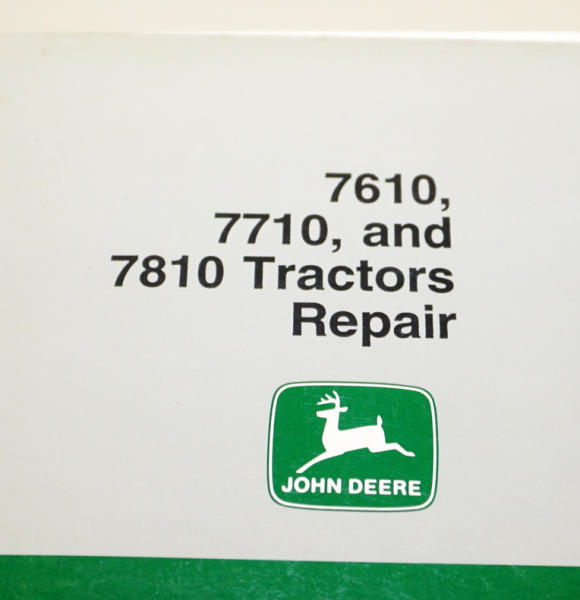 7610,
7710, and
7810 Tractors
Repair
JOHN DEERE